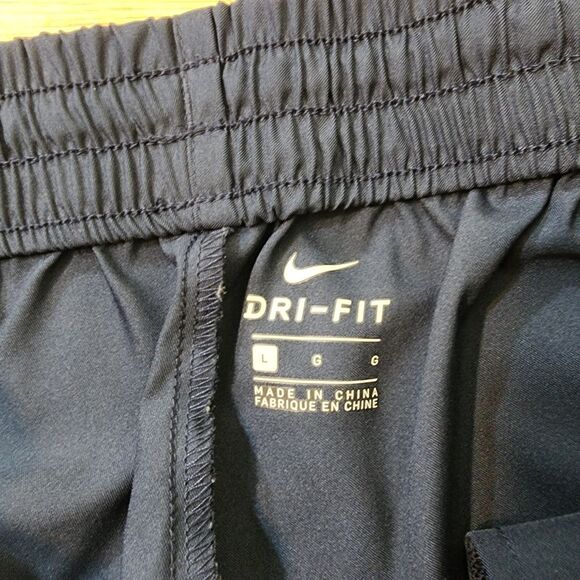 DRI-FIT
L G G
MADE IN CHINA
FABRIQUE EN CHINE